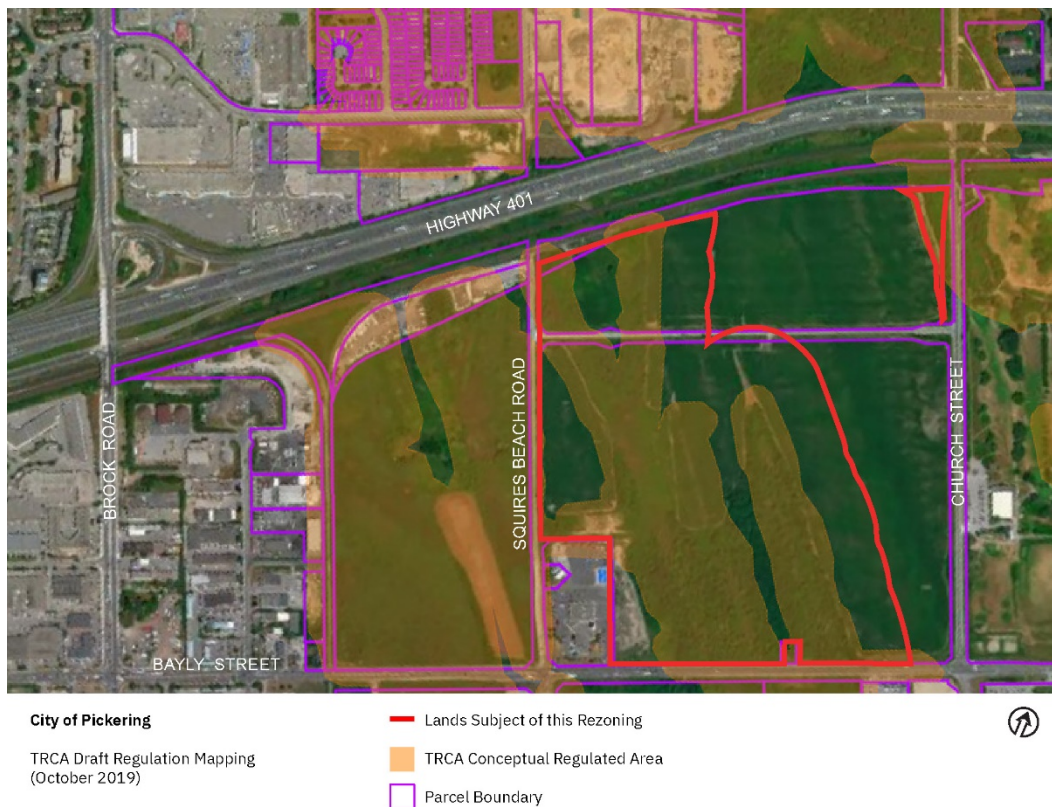 HIGHWAY 401
BROCK ROAD
SQUIRES BEACH ROAD
CHURCH STREET
BAYLY STREET
City of Pickering
TRCA Draft Regulation Mapping
(October 2019)
Lands Subject of this Rezoning
TRCA Conceptual Regulated Area
Parcel Boundary